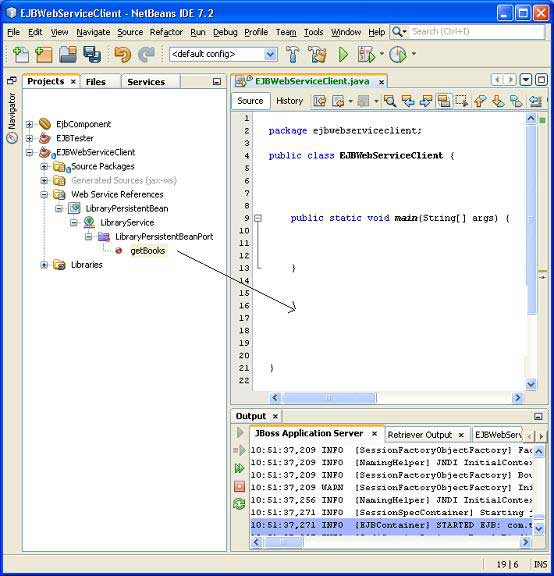 EJBWebServiceClient - NetBeans IDE 7.2
File Edit View Navigate Source Refactor Run Debug Profile Team Tools Window Help Search (Ctrl+I)
<default config>
Projects x Files Services
Navigator
EjbComponent
EJBTester
EJBWebServiceClient
Source Packages
Generated Sources (jax-ws)
Web Service References
LibraryPersistentBean
LibraryService
LibraryPersistentBeanPort
getBooks
Libraries
EJBWebServiceClient.java x
Source History
1
2 package ejbwebserviceclient;
3
4 public class EJBWebServiceClient {
5
6
7
8
9 public static void main(String[] args) {
10
11
12
13 }
14
15
16
17
18
19
20
21 }
22
Output x
JBoss Application Server x Retriever Output x EJBWebServ
10:51:37,209 INFO [SessionFactoryObjectFactory] Fac
10:51:37,209 INFO [NamingHelper] JNDI InitialContex
10:51:37,209 INFO [SessionFactoryObjectFactory] Bou
10:51:37,209 WARN [SessionFactoryObjectFactory] Ini
10:51:37,256 INFO [NamingHelper] JNDI InitialContex
10:51:37,271 INFO [SessionSpecContainer] Starting j
10:51:37,271 INFO [EJBContainer] STARTED EJB: com.t
19 | 6 INS